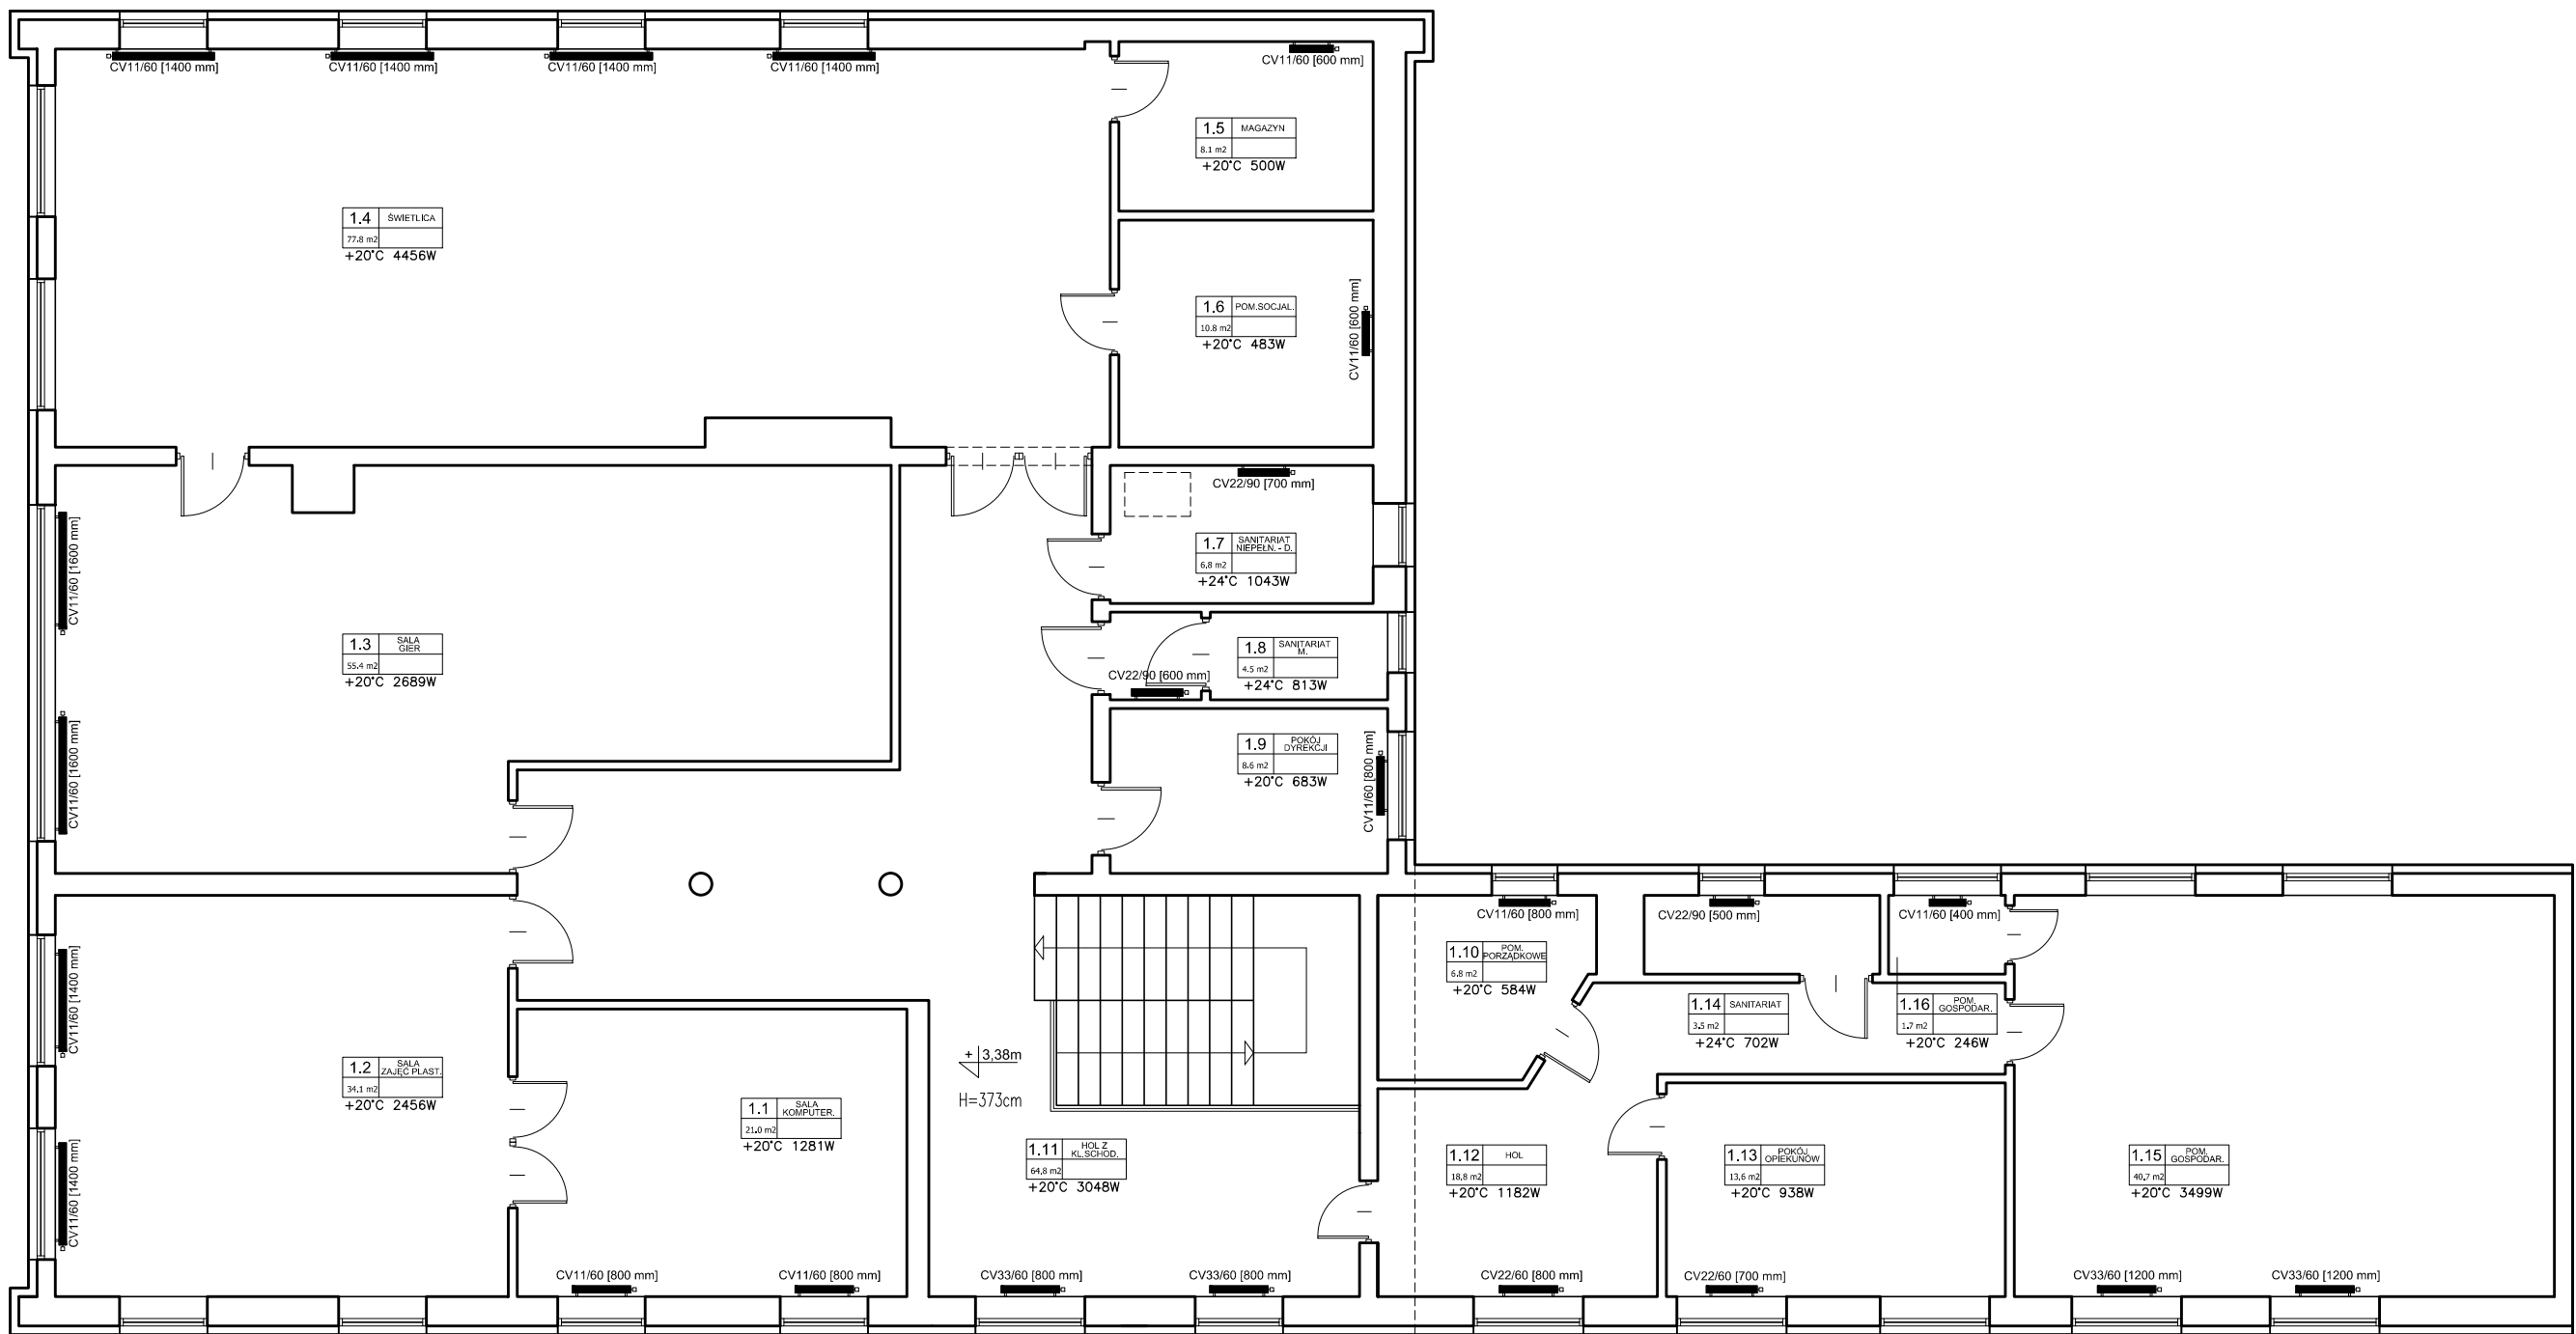 CV11/60 [1400 mm]
CV11/60 [1400 mm]
CV11/60 [1400 mm]
CV11/60 [1400 mm]
CV11/60 [600 mm]
1.5 MAGAZYN
8.1 m2
+20°C 500W
1.4 ŚWIETLICA
77.8 m2
+20°C 4456W
1.6 POM.SOCJAL.
10.8 m2
+20°C 483W
CV11/60 [600 mm]
CV22/90 [700 mm]
1.7 SANITARIAT
NIEPEŁN. - D.
6,8 m2
+24°C 1043W
CV11/60 [1600 mm]
1.3 SALA
GIER
55.4 m2
+20°C 2689W
CV11/60 [1600 mm]
1.8 SANITARIAT
M.
4.5 m2
+24°C 813W
CV22/90 [600 mm]
1.9 POKÓJ
DYREKCJI
8.6 m2
+20°C 683W
CV11/60 [800 mm]
CV11/60 [800 mm]
CV22/90 [500 mm]
CV11/60 [400 mm]
1.10 POM.
PORZĄDKOWE
6.8 m2
+20°C 584W
1.14 SANITARIAT
3.5 m2
+24°C 702W
1.16 POM.
GOSPODAR.
1.7 m2
+20°C 246W
CV11/60 [1400 mm]
1.2 SALA
ZAJĘĆ PLAST.
34,1 m2
+20°C 2456W
CV11/60 [1400 mm]
1.1 SALA
KOMPUTER.
21,0 m2
+20°C 1281W
+ 3,38m
H=373cm
1.11 HOL Z
KL.SCHOD.
64,8 m2
+20°C 3048W
1.12 HOL
18,8 m2
+20°C 1182W
1.13 POKÓJ
OPIEKUNÓW
13,6 m2
+20°C 938W
1.15 POM.
GOSPODAR.
40,7 m2
+20°C 3499W
CV11/60 [800 mm]
CV11/60 [800 mm]
CV33/60 [800 mm]
CV33/60 [800 mm]
CV22/60 [800 mm]
CV22/60 [700 mm]
CV33/60 [1200 mm]
CV33/60 [1200 mm]